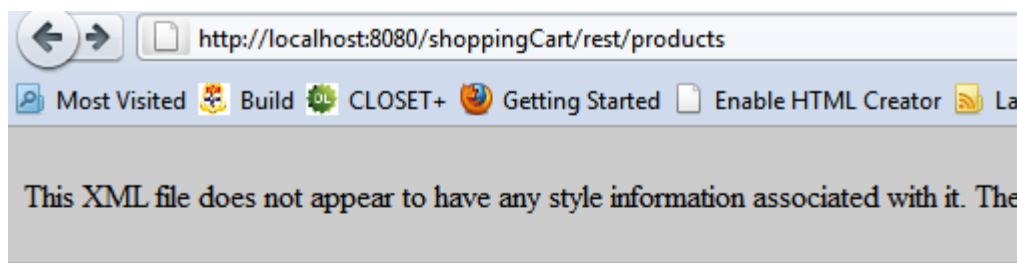 http://localhost:8080/shoppingCart/rest/products
Most Visited Build CLOSET+ Getting Started Enable HTML Creator La
This XML file does not appear to have any style information associated with it. The